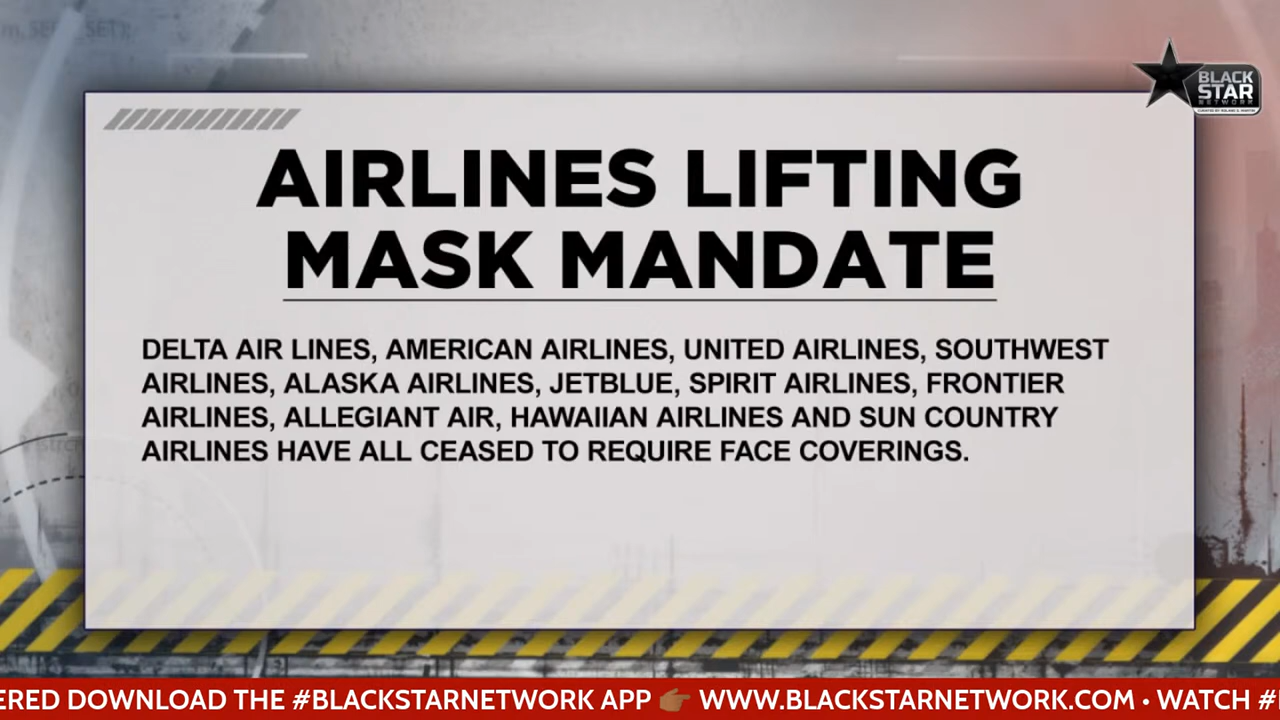 BLACK
STAR
NETWORK
AIRLINES LIFTING
MASK MANDATE
DELTA AIR LINES, AMERICAN AIRLINES, UNITED AIRLINES, SOUTHWEST
AIRLINES, ALASKA AIRLINES, JETBLUE, SPIRIT AIRLINES, FRONTIER
AIRLINES, ALLEGIANT AIR, HAWAIIAN AIRLINES AND SUN COUNTRY
AIRLINES HAVE ALL CEASED TO REQUIRE FACE COVERINGS.
ERED DOWNLOAD THE #BLACKSTARNETWORK APP 👉🏾 WWW.BLACKSTARNETWORK.COM • WATCH #